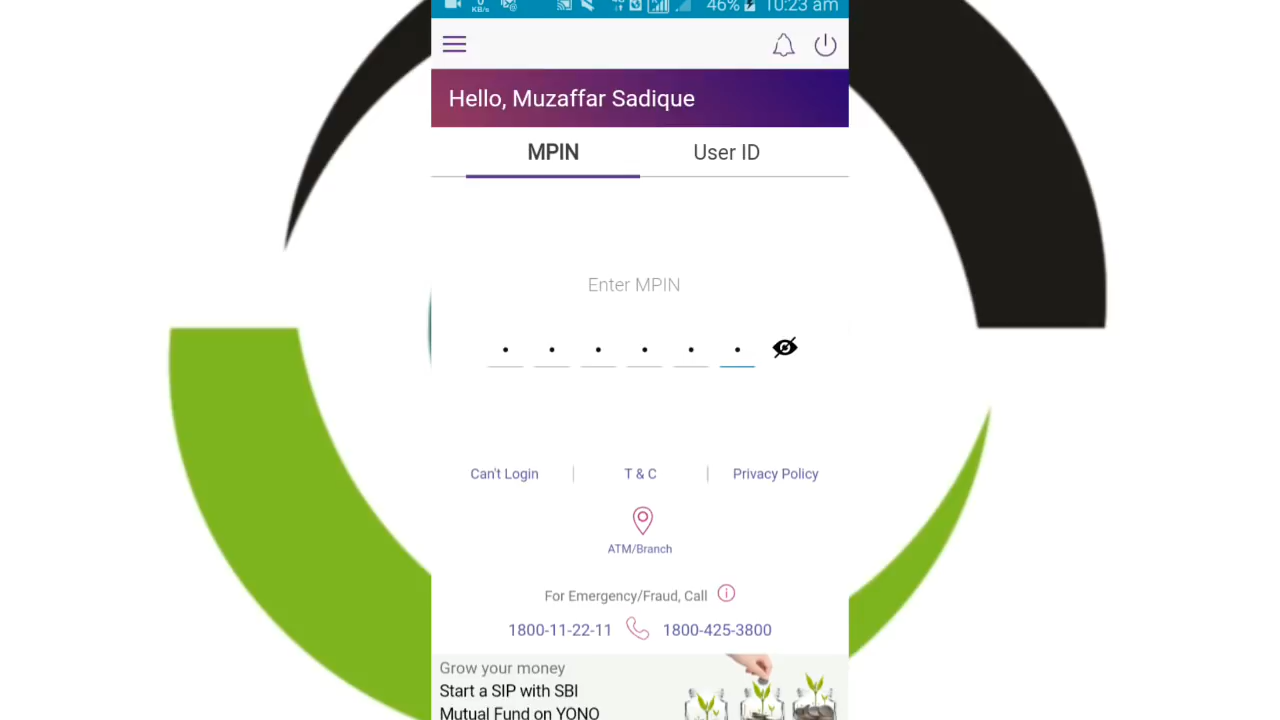 0 KB/s 46% 10:23 am
Hello, Muzaffar Sadique
MPIN User ID
Enter MPIN
Can't Login | T & C | Privacy Policy
ATM/Branch
For Emergency/Fraud, Call
1800-11-22-11 1800-425-3800
Grow your money
Start a SIP with SBI
Mutual Fund on YONO